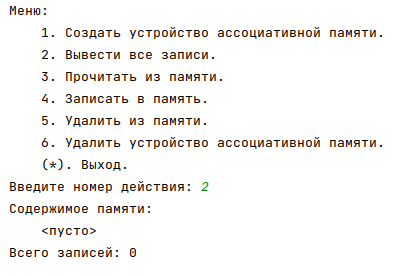 Меню:
1. Создать устройство ассоциативной памяти.
2. Вывести все записи.
3. Прочитать из памяти.
4. Записать в память.
5. Удалить из памяти.
6. Удалить устройство ассоциативной памяти.
(*). Выход.
Введите номер действия: 2
Содержимое памяти:
<пусто>
Всего записей: 0